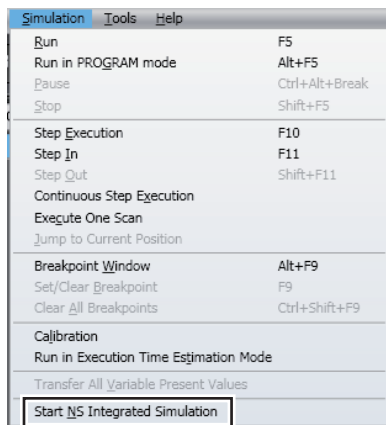 Simulation Tools Help
Run F5
Run in PROGRAM mode Alt+F5
Pause Ctrl+Alt+Break
Stop Shift+F5
Step Execution F10
Step In F11
Step Out Shift+F11
Continuous Step Execution
Execute One Scan
Jump to Current Position
Breakpoint Window Alt+F9
Set/Clear Breakpoint F9
Clear All Breakpoints Ctrl+Shift+F9
Calibration
Run in Execution Time Estimation Mode
Transfer All Variable Present Values
Start NS Integrated Simulation